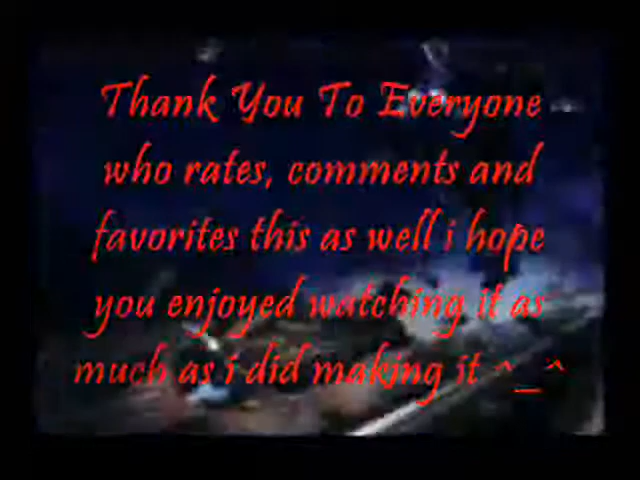 Thank You To Everyone
who rates, comments and
favorites this as well i hope
you enjoyed watching it as
much as i did making it ^_^